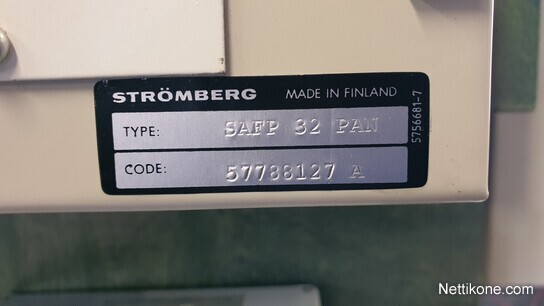 STRÖMBERG MADE IN FINLAND
TYPE: SAFP 32 PAN
CODE: 57788127 A
5756681-7
Nettikone.com